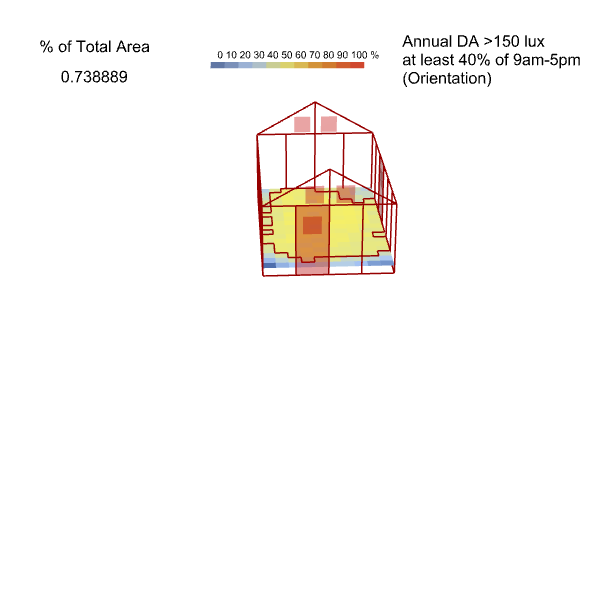 % of Total Area
0.738889
0 10 20 30 40 50 60 70 80 90 100 %
Annual DA >150 lux
at least 40% of 9am-5pm
(Orientation)